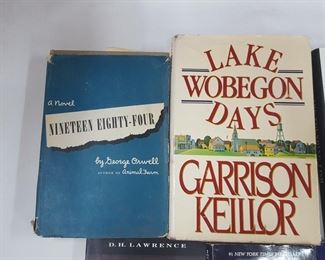 A Novel
NINETEEN EIGHTY-FOUR
by George Orwell
AUTHOR OF Animal Farm
LAKE
WOBEGON
DAYS
GARRISON
KEILLOR
D.H. LAWRENCE
#1 NEW YORK TIMES